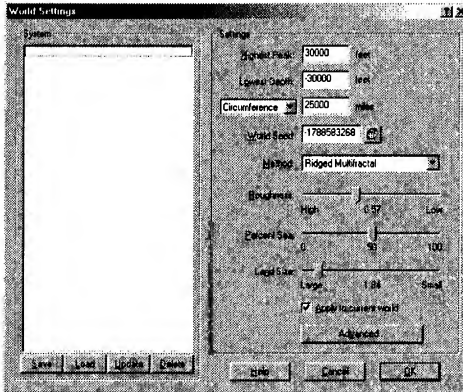 World Settings
System
Settings
Highest Peak: 30000 feet
Lowest Depth: -30000 feet
Circumference 25000 miles
World Seed: -1788583268
Method: Ridged Multifractal
Roughness:
High 0.57 Low
Percent Sea:
0 50 100
Land Size:
Large 1.84 Small
Apply to current world
Advanced
Save Load Update Delete
Help Cancel OK